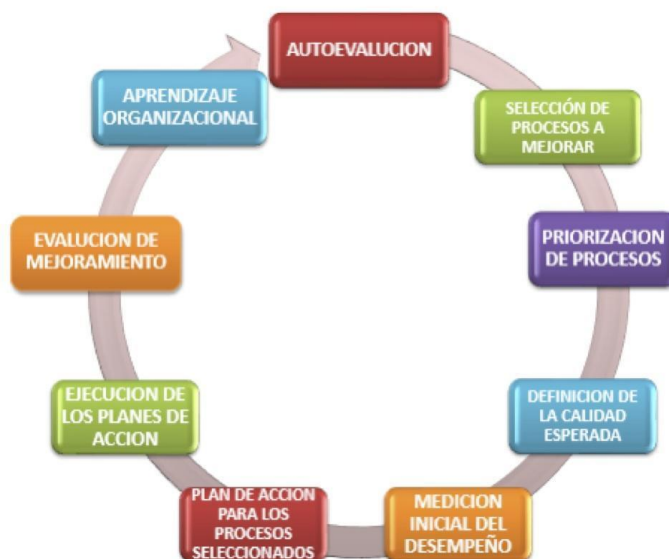 AUTOEVALUCION
SELECCIÓN DE
PROCESOS A
MEJORAR
PRIORIZACION
DE PROCESOS
DEFINICION DE
LA CALIDAD
ESPERADA
MEDICION
INICIAL DEL
DESEMPEÑO
PLAN DE ACCION
PARA LOS
PROCESOS
SELECCIONADOS
EJECUCION DE
LOS PLANES DE
ACCION
EVALUCION DE
MEJORAMIENTO
APRENDIZAJE
ORGANIZACIONAL